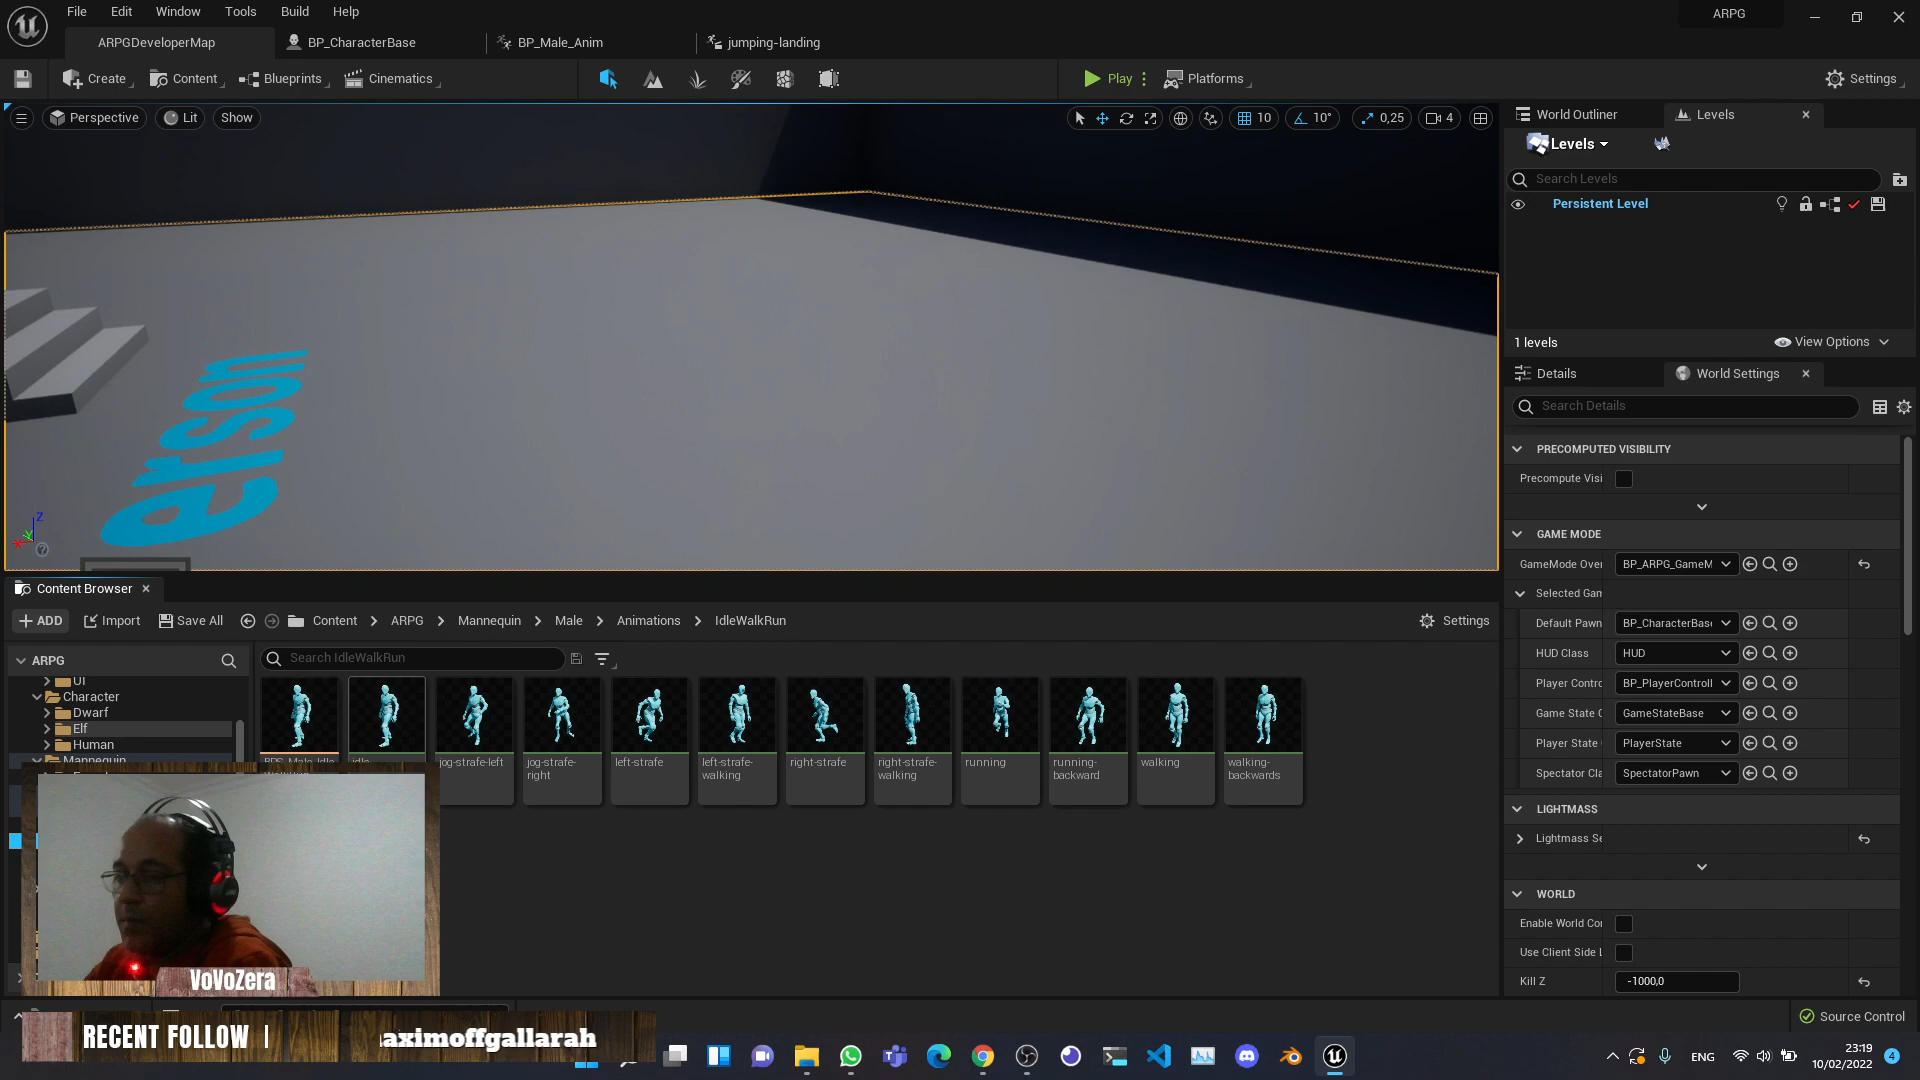 File Edit Window Tools Build Help
ARPG
ARPGDeveloperMap
BP_CharacterBase
BP_Male_Anim
jumping-landing
Create
Content
Blueprints
Cinematics
Play
Platforms
Settings
Perspective
Lit
Show
10
10°
0,25
4
World Outliner
Levels
Levels
Search Levels
Persistent Level
1 levels
View Options
Details
World Settings
Search Details
PRECOMPUTED VISIBILITY
Precompute Visi
GAME MODE
GameMode Over
BP_ARPG_GameM
Selected Gam
Default Pawn
BP_CharacterBas
HUD Class
HUD
Player Contro
BP_PlayerControll
Game State C
GameStateBase
Player State
PlayerState
Spectator Cla
SpectatorPawn
LIGHTMASS
Lightmass Se
WORLD
Enable World Co
Use Client Side L
Kill Z
-1000,0
erson
Z
Content Browser
ADD
Import
Save All
Content
ARPG
Mannequin
Male
Animations
IdleWalkRun
Settings
ARPG
Search IdleWalkRun
UI
Character
Dwarf
Elf
Human
Mannequin
idle
jog-strafe-left
jog-strafe-right
left-strafe
left-strafe-walking
right-strafe
right-strafe-walking
running
running-backward
walking
walking-backwards
VoVoZera
RECENT FOLLOW |
aximoffgallarah
Source Control
ENG
23:19
10/02/2022
4